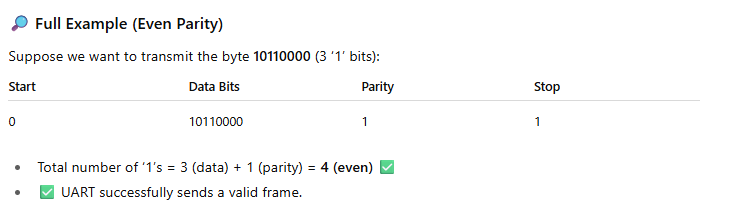 🔎 Full Example (Even Parity)
Suppose we want to transmit the byte 10110000 (3 '1' bits):
Start Data Bits Parity Stop
0 10110000 1 1
• Total number of '1's = 3 (data) + 1 (parity) = 4 (even) ✅
• ✅ UART successfully sends a valid frame.